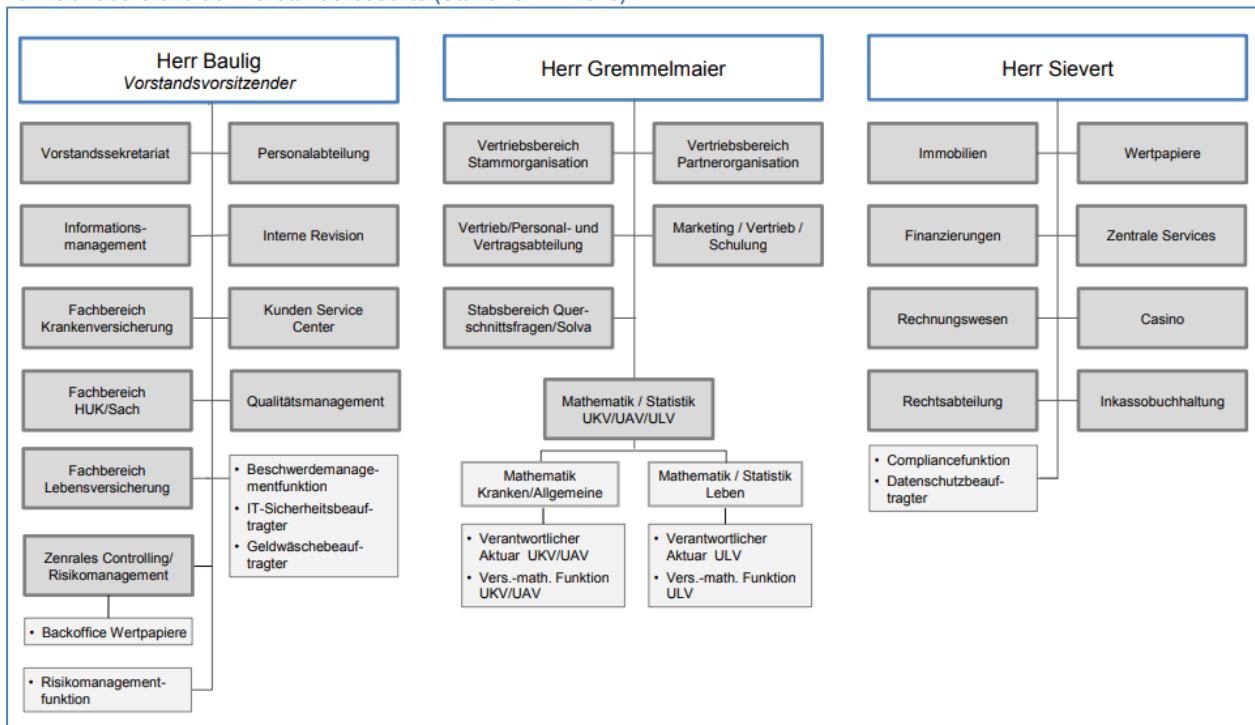 Herr Baulig
Vorstandsvorsitzender
Vorstandssekretariat
Personalabteilung
Informations-
management
Interne Revision
Fachbereich
Krankenversicherung
Kunden Service
Center
Fachbereich
HUK/Sach
Qualitätsmanagement
Fachbereich
Lebensversicherung
• Beschwerdemanage-
mentfunktion
• IT-Sicherheitsbeauf-
tragter
• Geldwäschebeauf-
tragter
Zenrales Controlling/
Risikomanagement
• Backoffice Wertpapiere
• Risikomanagement-
funktion
Herr Gremmelmaier
Vertriebsbereich
Stammorganisation
Vertriebsbereich
Partnerorganisation
Vertrieb/Personal- und
Vertragsabteilung
Marketing / Vertrieb /
Schulung
Stabsbereich Quer-
schnittsfragen/Solva
Mathematik / Statistik
UKV/UAV/ULV
Mathematik
Kranken/Allgemeine
• Verantwortlicher
Aktuar UKV/UAV
• Vers.-math. Funktion
UKV/UAV
Mathematik / Statistik
Leben
• Verantwortlicher
Aktuar ULV
• Vers.-math. Funktion
ULV
Herr Sievert
Immobilien
Wertpapiere
Finanzierungen
Zentrale Services
Rechnungswesen
Casino
Rechtsabteilung
Inkassobuchhaltung
• Compliancefunktion
• Datenschutzbeauf-
tragter